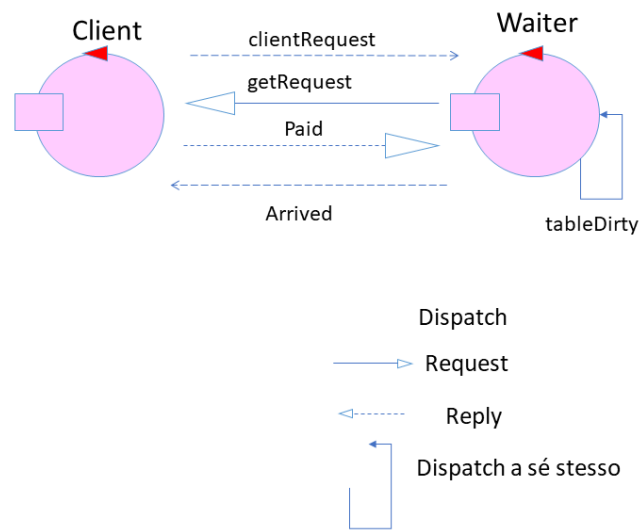 Client
Waiter
clientRequest
getRequest
Paid
Arrived
tableDirty
Dispatch
Request
Reply
Dispatch a sé stesso